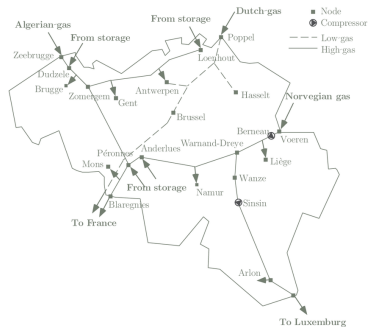 From storage
Dutch gas
Node
Compressor
Algerian gas
Low gas
High gas
Zeebrugge
From storage
Poppel
Dudzele
Loenhout
Brugge
Zomergem
Gent
Antwerpen
Hasselt
Norwegian gas
Brussel
Berneau
Voeren
Péronnes
Anderlues
Warnand-Dreye
Mons
Liége
From storage
Wanze
Namur
Blaregnies
Sinsin
To France
Arlon
To Luxemburg